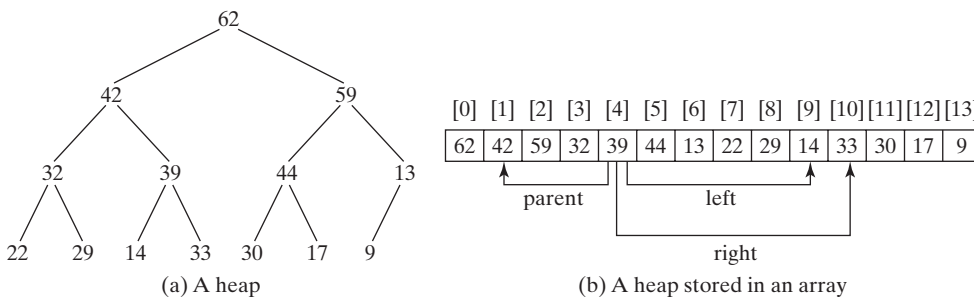 62
42 59
32 39 44 13
22 29 14 33 30 17 9
(a) A heap
[0] [1] [2] [3] [4] [5] [6] [7] [8] [9] [10] [11] [12] [13]
62 42 59 32 39 44 13 22 29 14 33 30 17 9
parent left
right
(b) A heap stored in an array